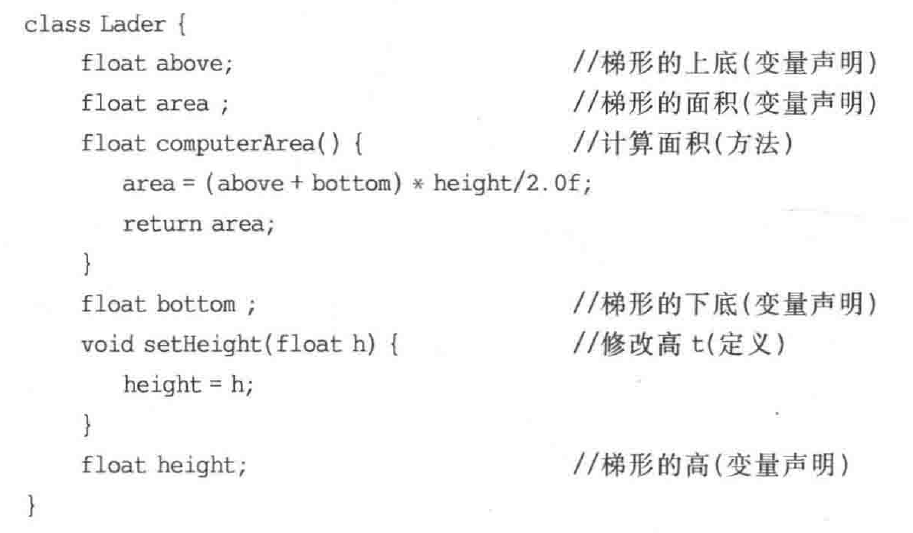 class Lader {
float above; //梯形的上底(变量声明)
float area ; //梯形的面积(变量声明)
float computerArea() { //计算面积(方法)
area = (above + bottom) * height/2.0f;
return area;
}
float bottom ; //梯形的下底(变量声明)
void setHeight(float h) { //修改高 t(定义)
height = h;
}
float height; //梯形的高(变量声明)
}